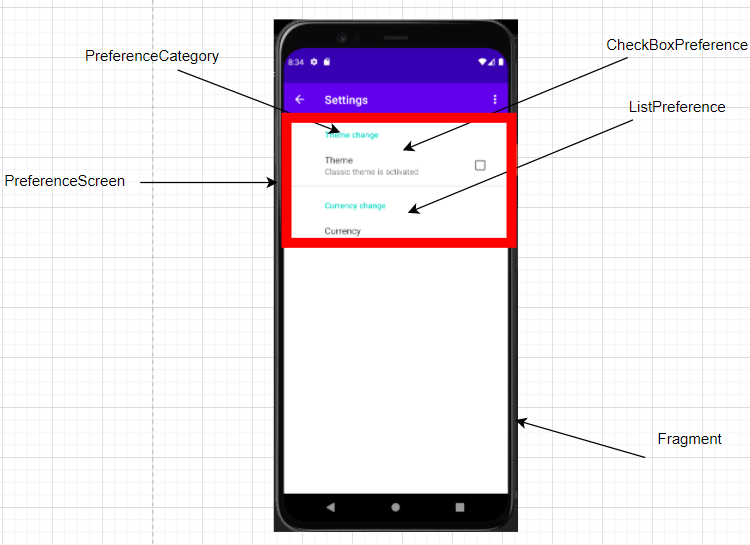 PreferenceCategory
CheckBoxPreference
8:34
Settings
ListPreference
Theme change
Theme
Classic theme is activated
PreferenceScreen
Currency change
Currency
Fragment